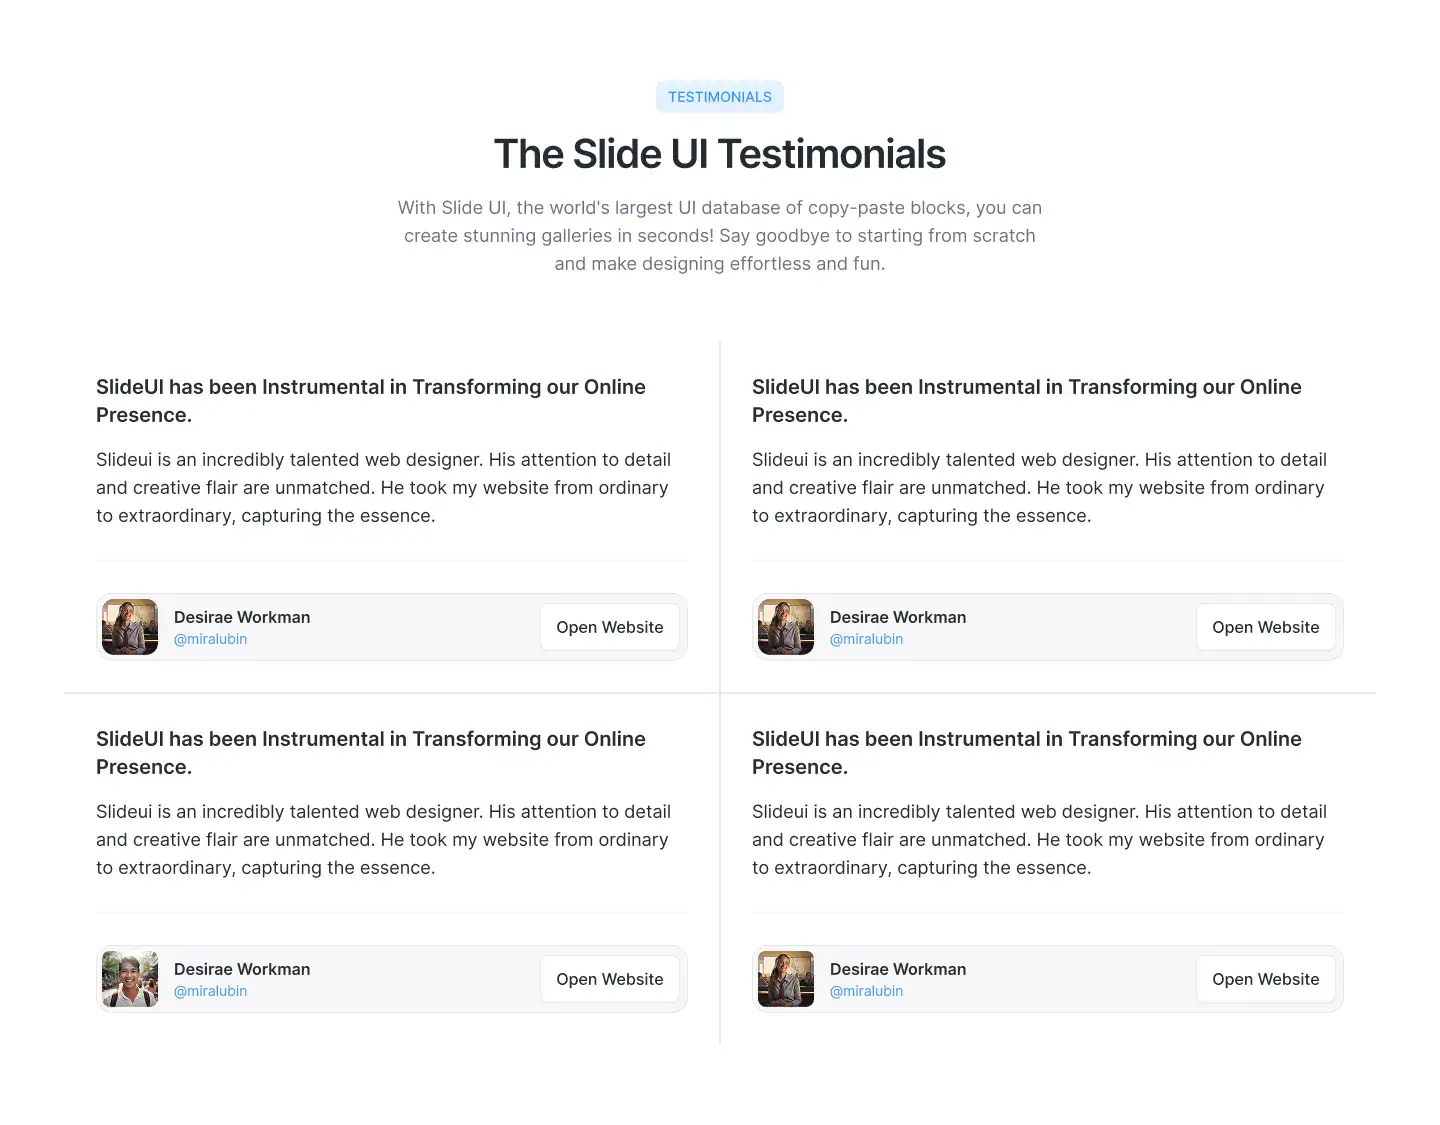 TESTIMONIALS
The Slide UI Testimonials
With Slide UI, the world's largest UI database of copy-paste blocks, you can
create stunning galleries in seconds! Say goodbye to starting from scratch
and make designing effortless and fun.
SlideUI has been Instrumental in Transforming our Online
Presence.
Slideui is an incredibly talented web designer. His attention to detail
and creative flair are unmatched. He took my website from ordinary
to extraordinary, capturing the essence.
Desirae Workman
@miralubin
Open Website
SlideUI has been Instrumental in Transforming our Online
Presence.
Slideui is an incredibly talented web designer. His attention to detail
and creative flair are unmatched. He took my website from ordinary
to extraordinary, capturing the essence.
Desirae Workman
@miralubin
Open Website
SlideUI has been Instrumental in Transforming our Online
Presence.
Slideui is an incredibly talented web designer. His attention to detail
and creative flair are unmatched. He took my website from ordinary
to extraordinary, capturing the essence.
Desirae Workman
@miralubin
Open Website
SlideUI has been Instrumental in Transforming our Online
Presence.
Slideui is an incredibly talented web designer. His attention to detail
and creative flair are unmatched. He took my website from ordinary
to extraordinary, capturing the essence.
Desirae Workman
@miralubin
Open Website